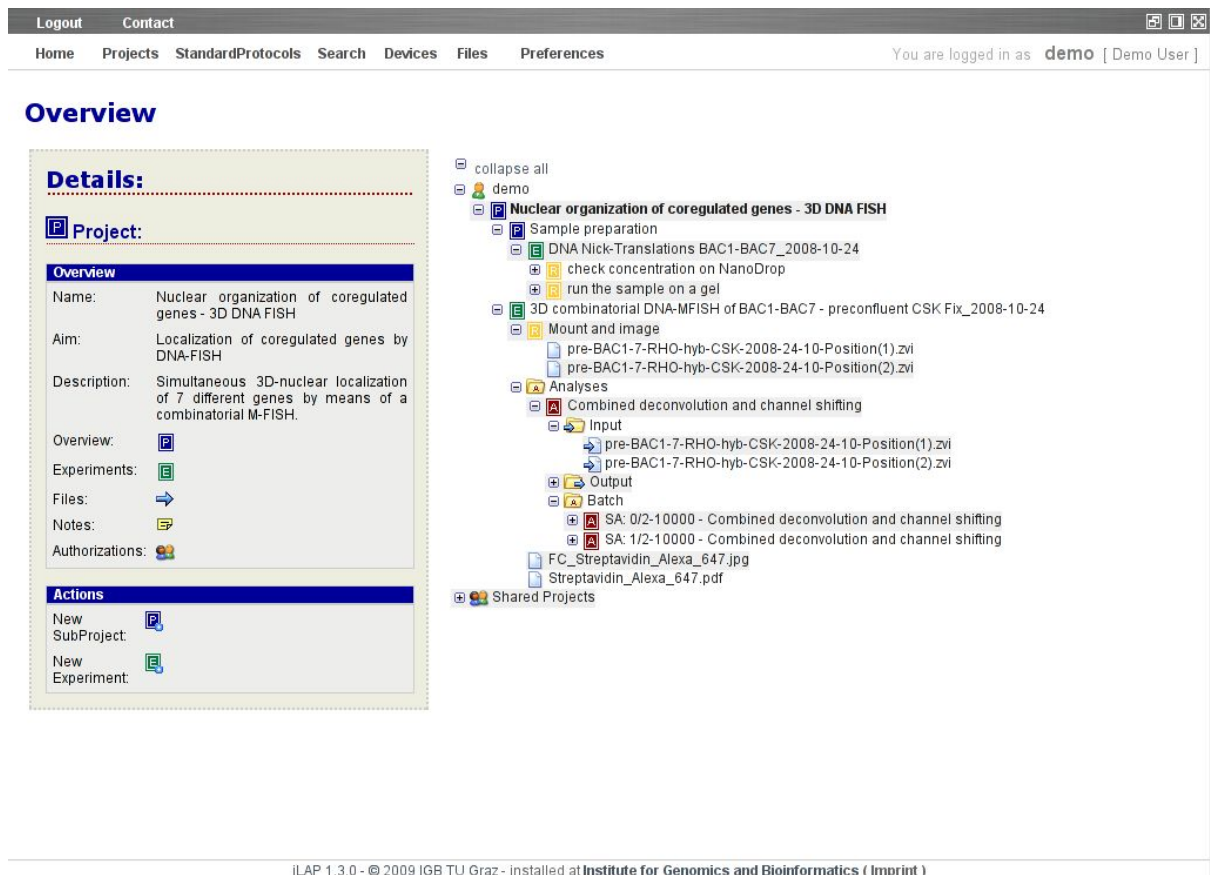 Logout Contact
Home Projects StandardProtocols Search Devices Files Preferences You are logged in as demo [ Demo User ]
Overview
Details:
P Project:
Overview
Name: Nuclear organization of coregulated
genes - 3D DNA FISH
Aim: Localization of coregulated genes by
DNA-FISH
Description: Simultaneous 3D-nuclear localization
of 7 different genes by means of a
combinatorial M-FISH.
Overview: P
Experiments: E
Files:
Notes:
Authorizations:
Actions
New P
SubProject:
New E
Experiment:
collapse all
demo
P Nuclear organization of coregulated genes - 3D DNA FISH
P Sample preparation
E DNA Nick-Translations BAC1-BAC7_2008-10-24
R check concentration on NanoDrop
R run the sample on a gel
E 3D combinatorial DNA-MFISH of BAC1-BAC7 - preconfluent CSK Fix_2008-10-24
R Mount and image
pre-BAC1-7-RHO-hyb-CSK-2008-24-10-Position(1).zvi
pre-BAC1-7-RHO-hyb-CSK-2008-24-10-Position(2).zvi
A Analyses
A Combined deconvolution and channel shifting
Input
pre-BAC1-7-RHO-hyb-CSK-2008-24-10-Position(1).zvi
pre-BAC1-7-RHO-hyb-CSK-2008-24-10-Position(2).zvi
Output
A Batch
A SA: 0/2-10000 - Combined deconvolution and channel shifting
A SA: 1/2-10000 - Combined deconvolution and channel shifting
FC_Streptavidin_Alexa_647.jpg
Streptavidin_Alexa_647.pdf
Shared Projects
iLAP 1.3.0 - © 2009 IGB TU Graz - installed at Institute for Genomics and Bioinformatics ( Imprint )